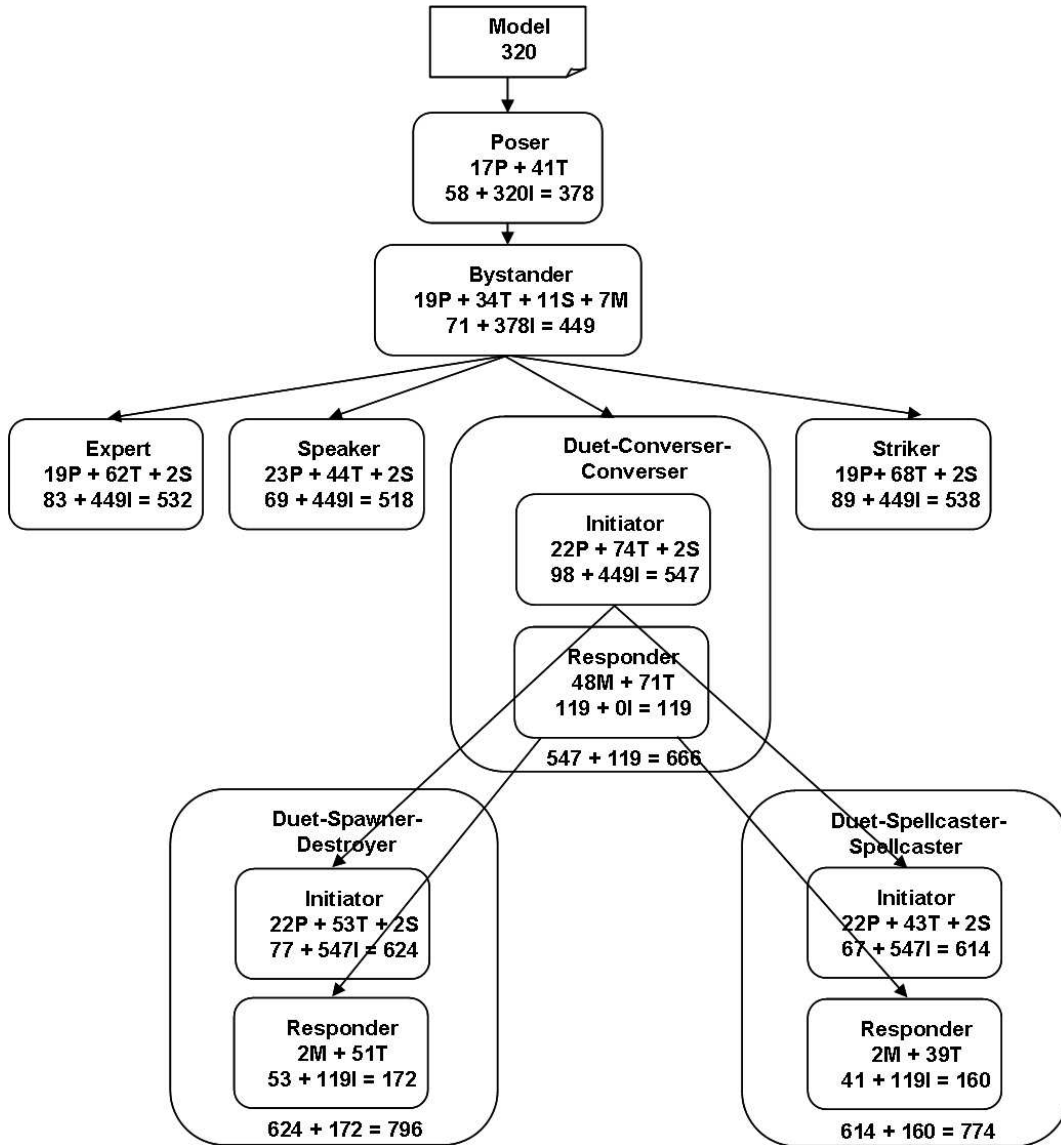 Model
320
Poser
17P + 41T
58 + 320I = 378
Bystander
19P + 34T + 11S + 7M
71 + 378I = 449
Expert
19P + 62T + 2S
83 + 449I = 532
Speaker
23P + 44T + 2S
69 + 449I = 518
Duet-Converser-
Converser
Initiator
22P + 74T + 2S
98 + 449I = 547
Responder
48M + 71T
119 + 0I = 119
547 + 119 = 666
Striker
19P+ 68T + 2S
89 + 449I = 538
Duet-Spawner-
Destroyer
Initiator
22P + 53T + 2S
77 + 547I = 624
Responder
2M + 51T
53 + 119I = 172
624 + 172 = 796
Duet-Spellcaster-
Spellcaster
Initiator
22P + 43T + 2S
67 + 547I = 614
Responder
2M + 39T
41 + 119I = 160
614 + 160 = 774